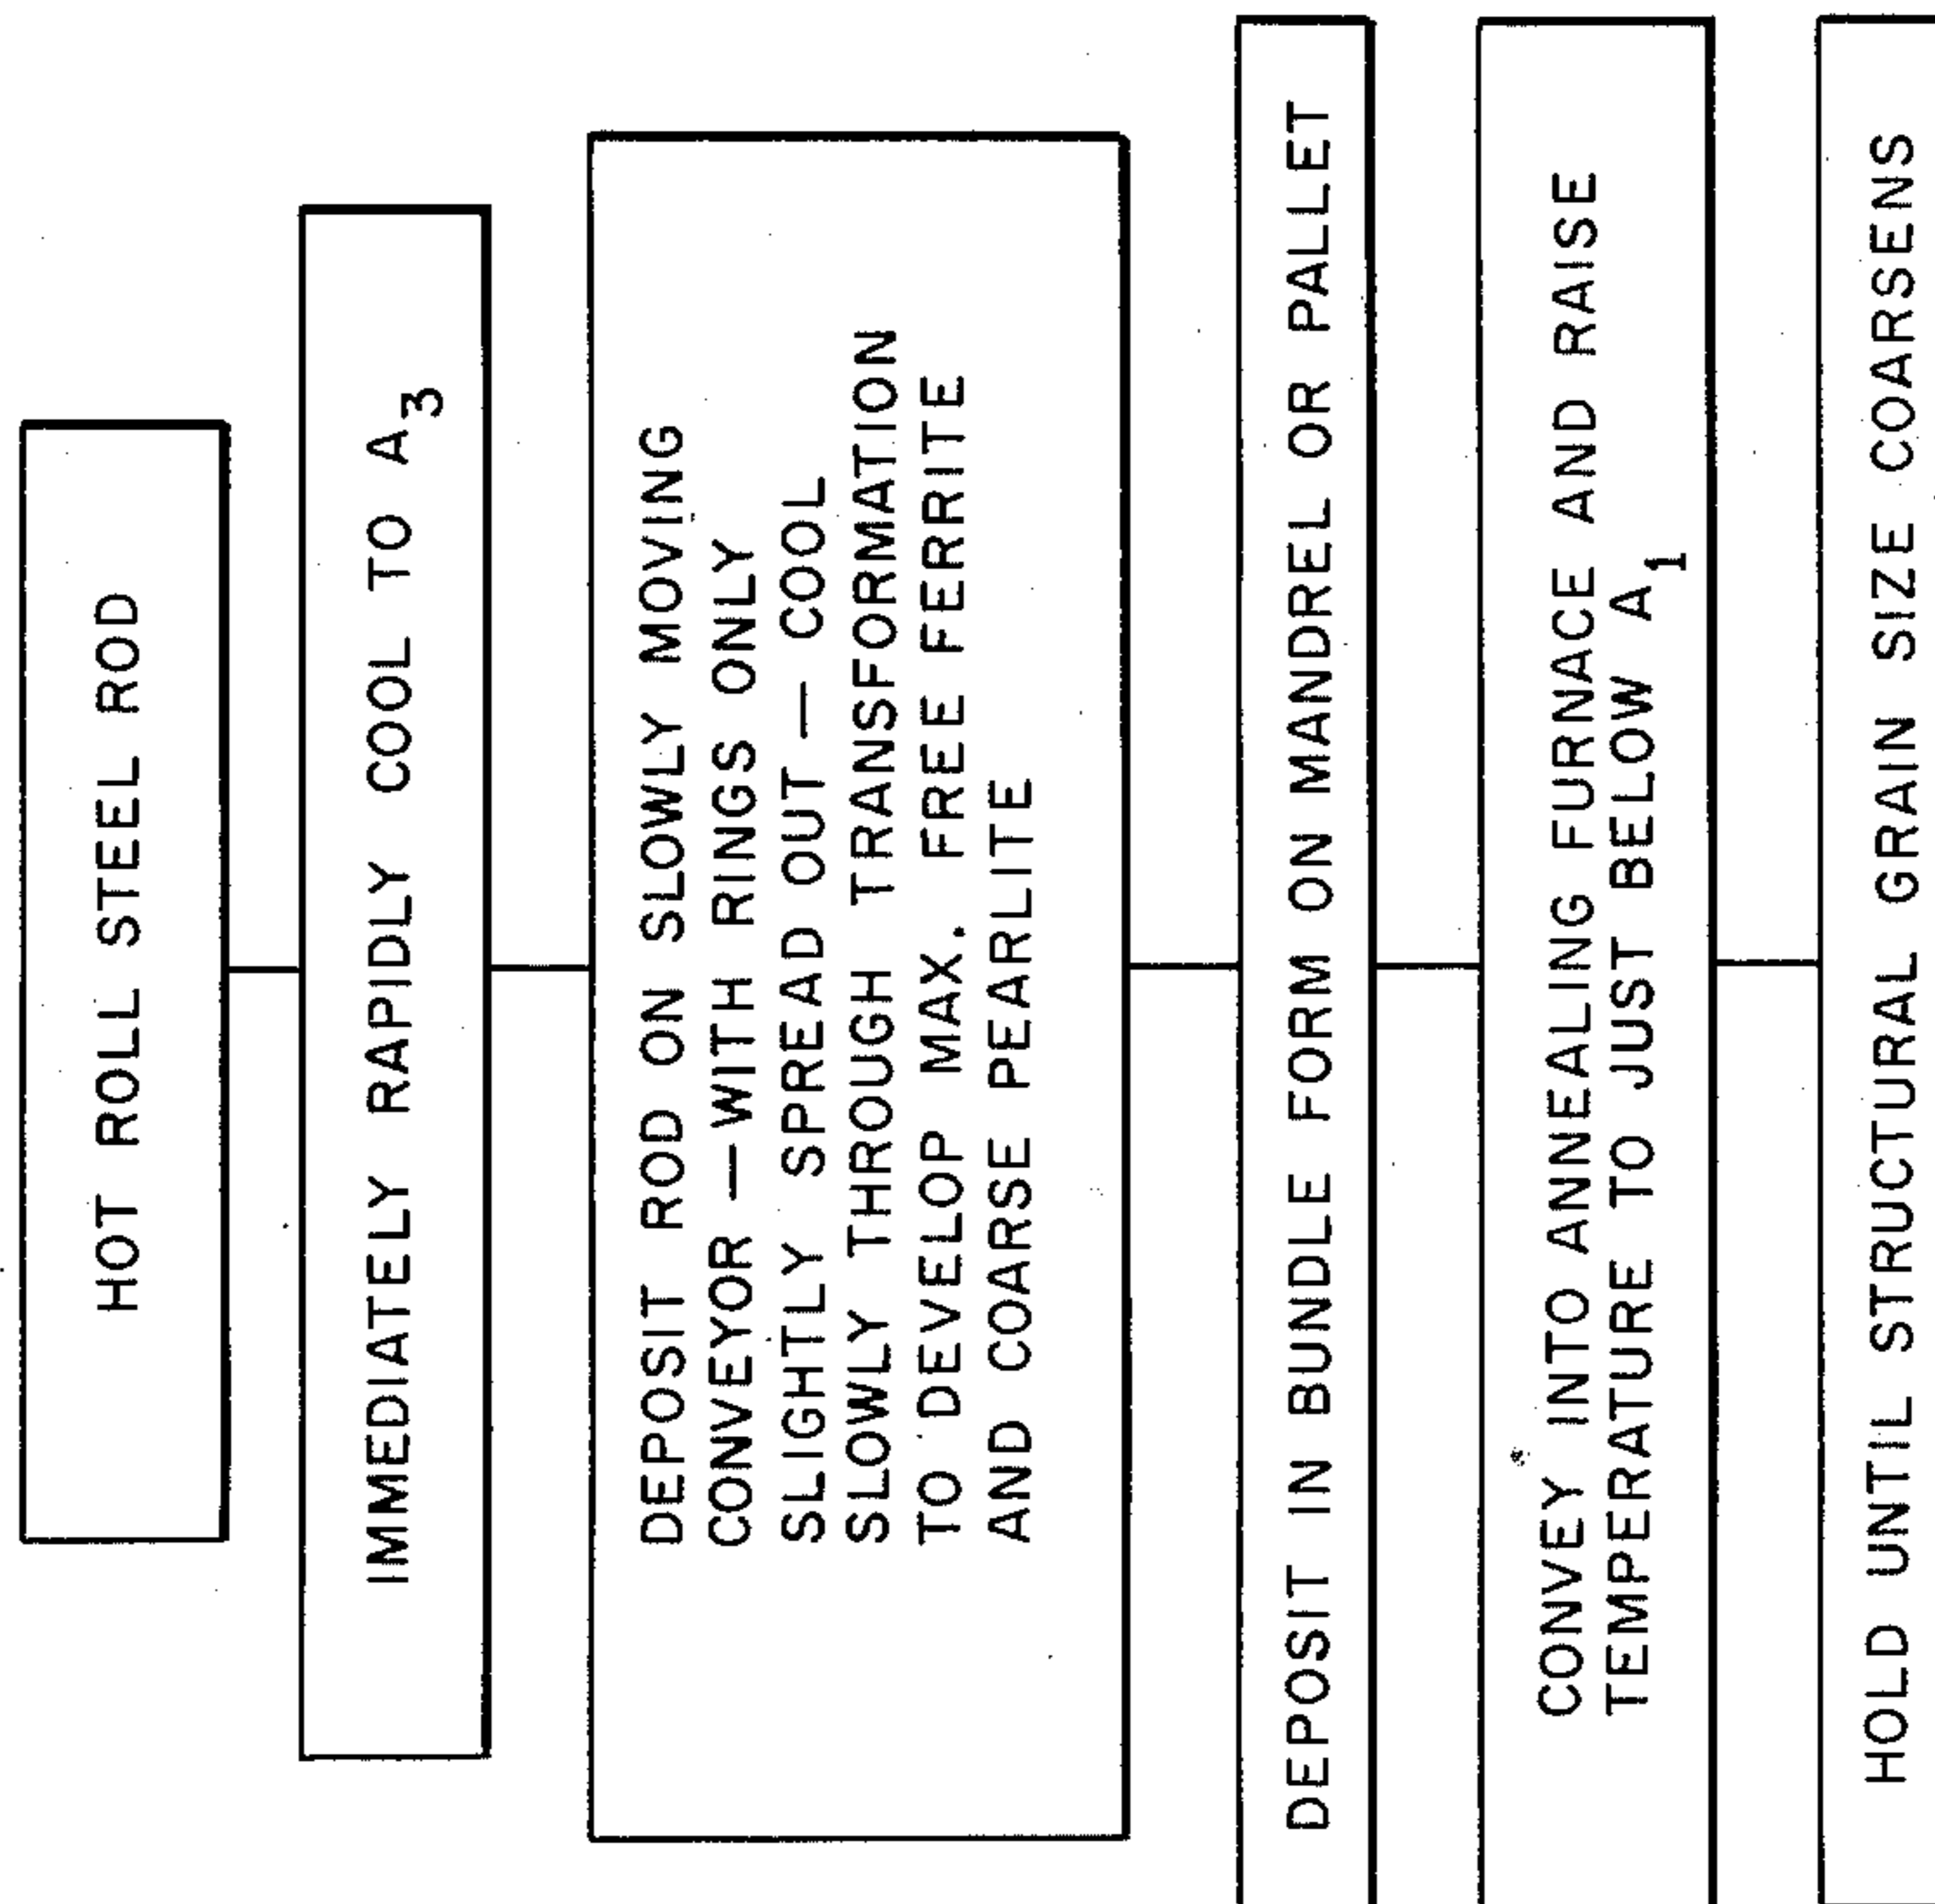 HOT ROLL STEEL ROD
IMMEDIATELY RAPIDLY COOL TO A3
DEPOSIT ROD ON SLOWLY MOVING
CONVEYOR — WITH RINGS ONLY
SLIGHTLY SPREAD OUT — COOL
SLOWLY THROUGH TRANSFORMATION
TO DEVELOP MAX. FREE FERRITE
AND COARSE PEARLITE
DEPOSIT IN BUNDLE FORM ON MANDREL OR PALLET
CONVEY INTO ANNEALING FURNACE AND RAISE
TEMPERATURE TO JUST BELOW A1
HOLD UNTIL STRUCTURAL GRAIN SIZE COARSENS